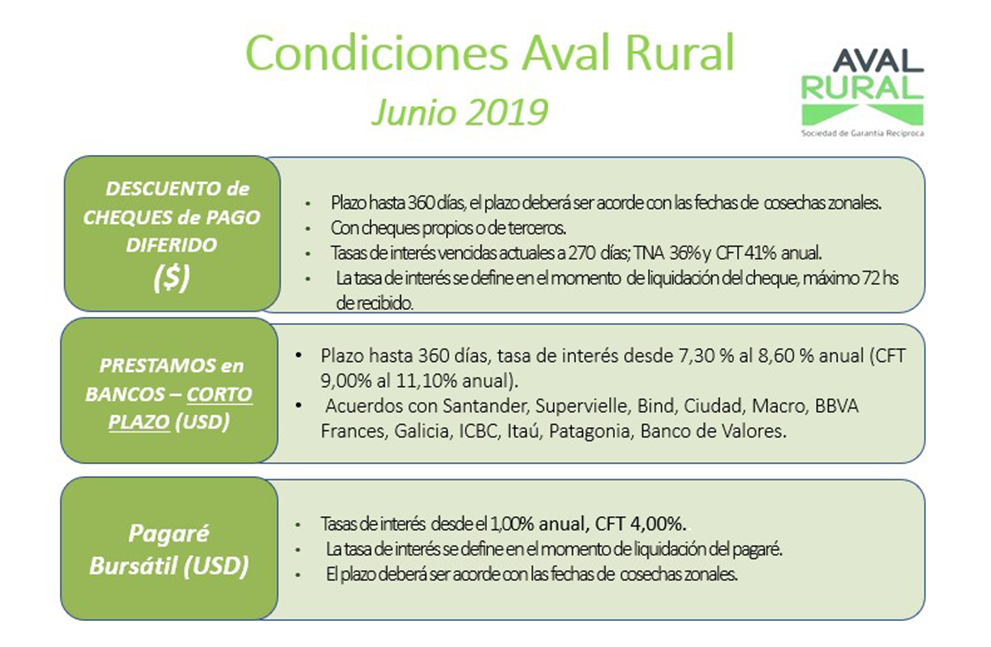 Condiciones Aval Rural
Junio 2019
AVAL
RURAL
Sociedad de Garantía Recíproca
DESCUENTO de
CHEQUES de PAGO
DIFERIDO
($)
• Plazo hasta 360 días, el plazo deberá ser acorde con las fechas de cosechas zonales.
• Con cheques propios o de terceros.
• Tasas de interés vencidas actuales a 270 días; TNA 36% y CFT 41% anual.
• La tasa de interés se define en el momento de liquidación del cheque, máximo 72 hs
de recibido.
PRESTAMOS en
BANCOS – CORTO
PLAZO (USD)
• Plazo hasta 360 días, tasa de interés desde 7,30 % al 8,60 % anual (CFT
9,00% al 11,10% anual).
• Acuerdos con Santander, Supervielle, Bind, Ciudad, Macro, BBVA
Frances, Galicia, ICBC, Itaú, Patagonia, Banco de Valores.
Pagaré
Bursátil (USD)
• Tasas de interés desde el 1,00% anual, CFT 4,00%.
• La tasa de interés se define en el momento de liquidación del pagaré.
• El plazo deberá ser acorde con las fechas de cosechas zonales.